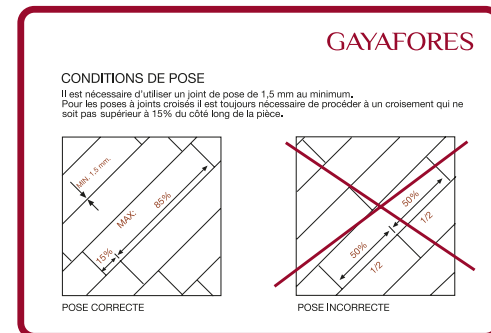 GAYAFORES
CONDITIONS DE POSE
Il est nécessaire d'utiliser un joint de pose de 1,5 mm au minimum.
Pour les poses à joints croisés il est toujours nécessaire de procéder à un croisement qui ne
soit pas supérieur à 15% du côté long de la pièce.
MIN. 1,5 mm.
MAX:
85%
15%
50%
1/2
50%
1/2
POSE CORRECTE
POSE INCORRECTE